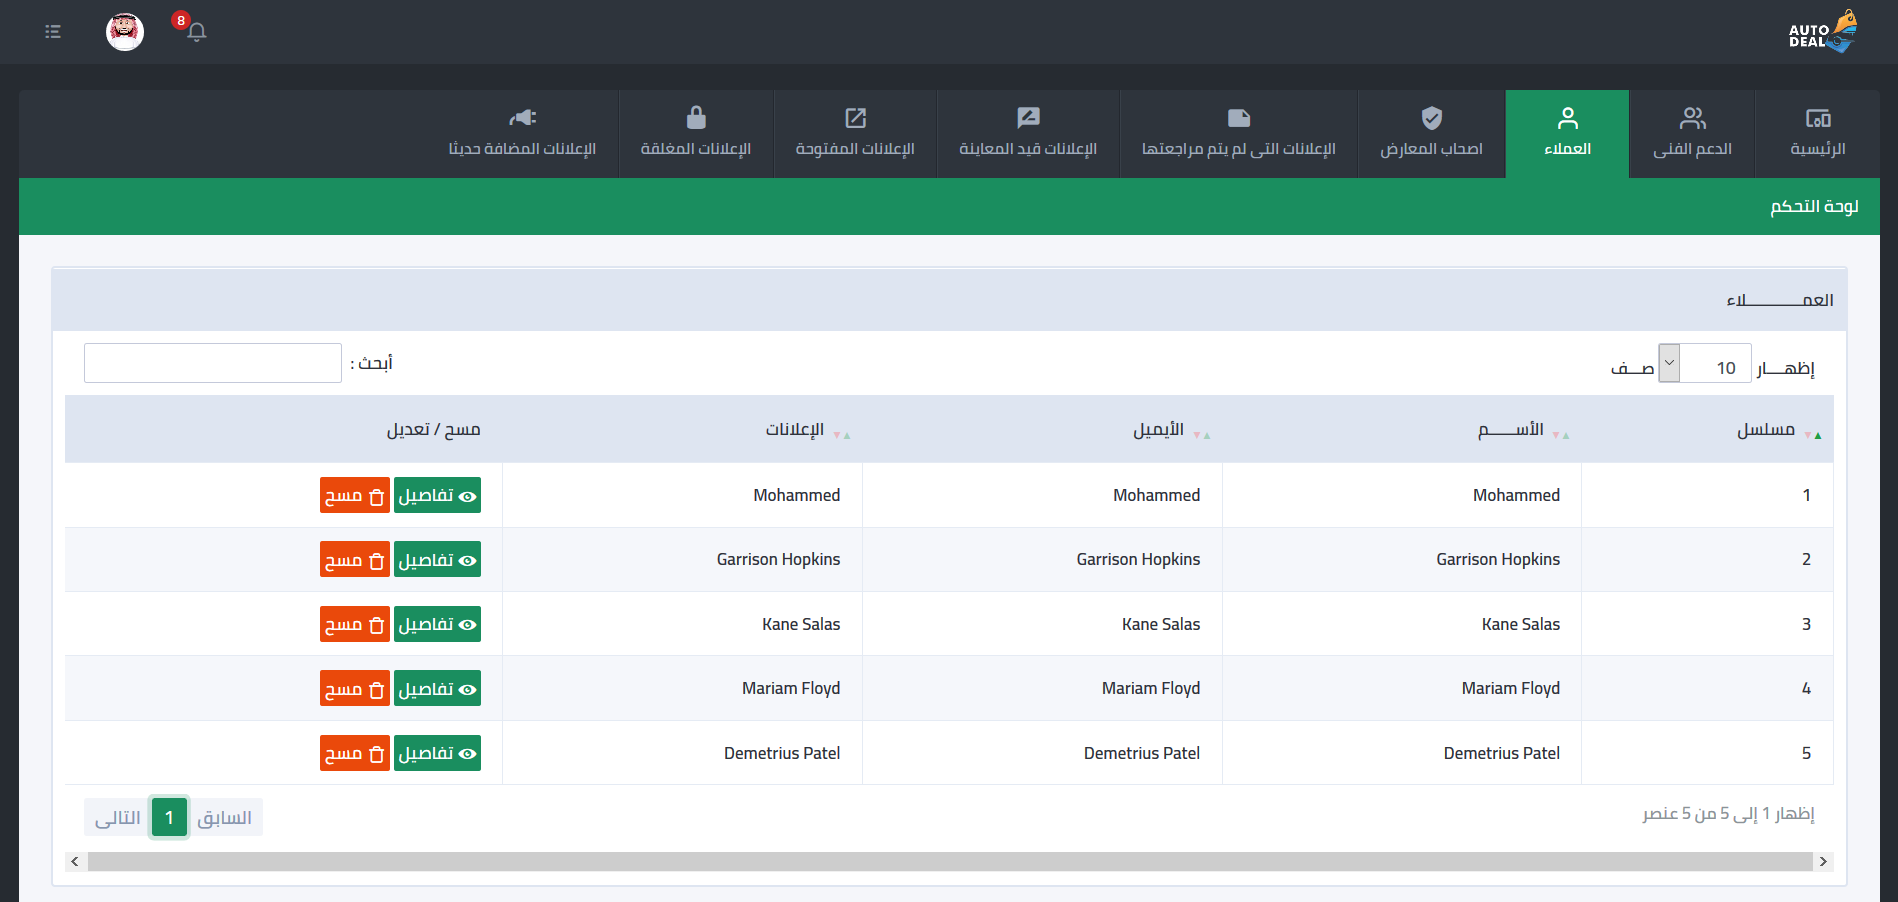 AUTO
DEAL
8
الرئيسية
الدعم الفنى
العملاء
اصحاب المعارض
الإعلانات التى لم يتم مراجعتها
الإعلانات قيد المعاينة
الإعلانات المفتوحة
الإعلانات المغلقة
الإعلانات المضافة حديثا
لوحة التحكم
العمـــــــــــلاء
إظهـــار 10 صـــف
أبحث :
مسلسل الأســــم الأيميل الإعلانات مسح / تعديل
1 Mohammed Mohammed Mohammed تفاصيل مسح
2 Garrison Hopkins Garrison Hopkins Garrison Hopkins تفاصيل مسح
3 Kane Salas Kane Salas Kane Salas تفاصيل مسح
4 Mariam Floyd Mariam Floyd Mariam Floyd تفاصيل مسح
5 Demetrius Patel Demetrius Patel Demetrius Patel تفاصيل مسح
إظهار 1 إلى 5 من 5 عنصر
السابق 1 التالى